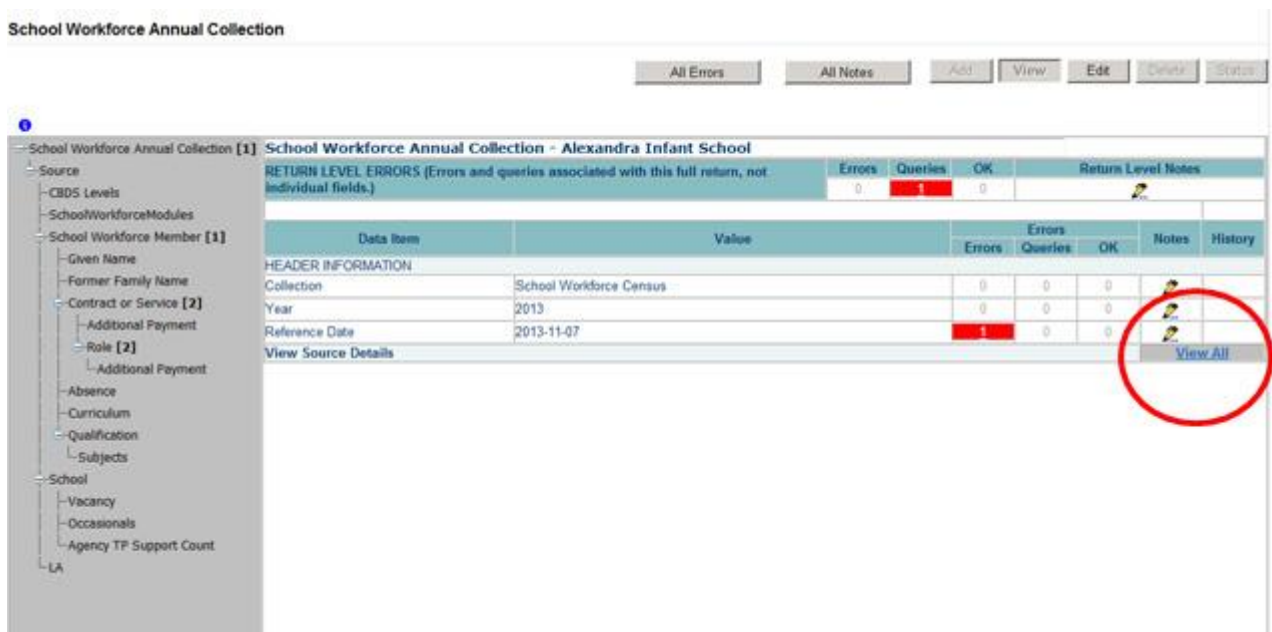 School Workforce Annual Collection
All Errors All Notes Add View Edit Delete Status
School Workforce Annual Collection [1]
Source
CBDS Levels
SchoolWorkforceModules
School Workforce Member [1]
Given Name
Former Family Name
Contract or Service [2]
Additional Payment
Role [2]
Additional Payment
Absence
Curriculum
Qualification
Subjects
School
Vacancy
Occasionals
Agency TP Support Count
LA
School Workforce Annual Collection - Alexandra Infant School
RETURN LEVEL ERRORS (Errors and queries associated with this full return, not individual fields.) Errors Queries OK Return Level Notes
0 1 0
Data Item Value Errors Notes History
Errors Queries OK
HEADER INFORMATION
Collection School Workforce Census 0 0 0
Year 2013 0 0 0
Reference Date 2013-11-07 1 0 0
View Source Details View All